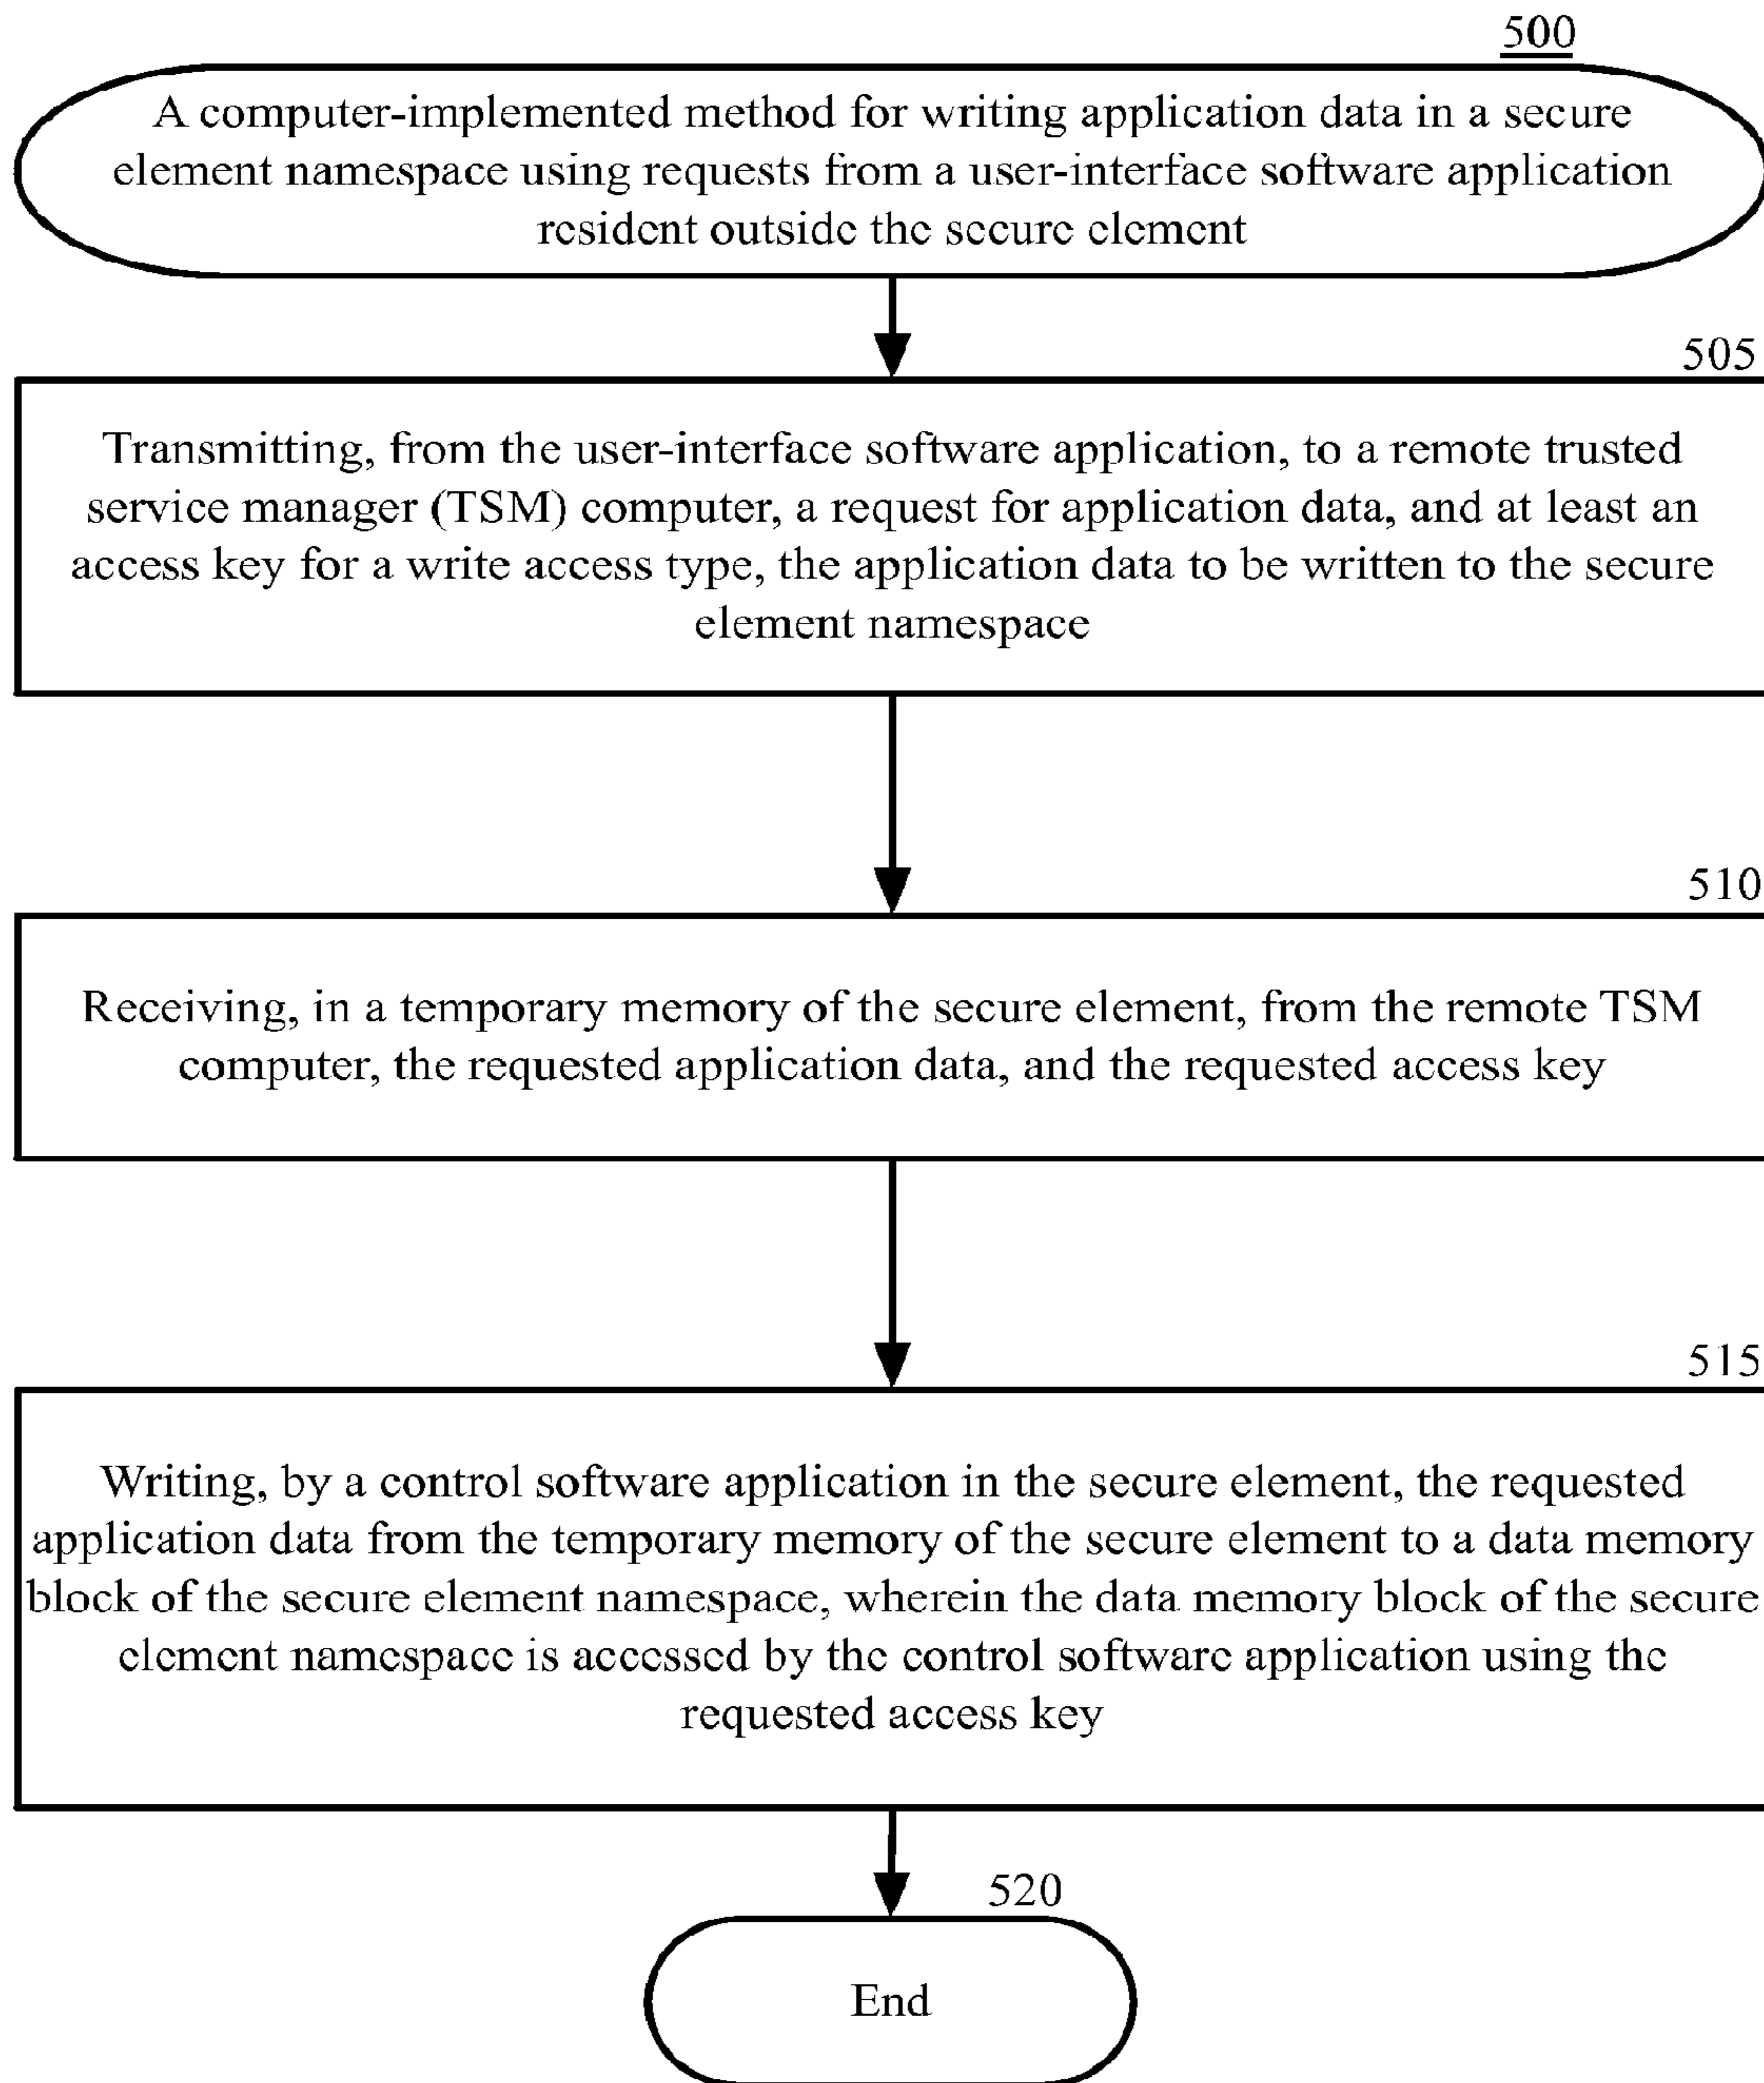 500
A computer-implemented method for writing application data in a secure
element namespace using requests from a user-interface software application
resident outside the secure element
505
Transmitting, from the user-interface software application, to a remote trusted
service manager (TSM) computer, a request for application data, and at least an
access key for a write access type, the application data to be written to the secure
element namespace
510
Receiving, in a temporary memory of the secure element, from the remote TSM
computer, the requested application data, and the requested access key
515
Writing, by a control software application in the secure element, the requested
application data from the temporary memory of the secure element to a data memory
block of the secure element namespace, wherein the data memory block of the secure
element namespace is accessed by the control software application using the
requested access key
520
End